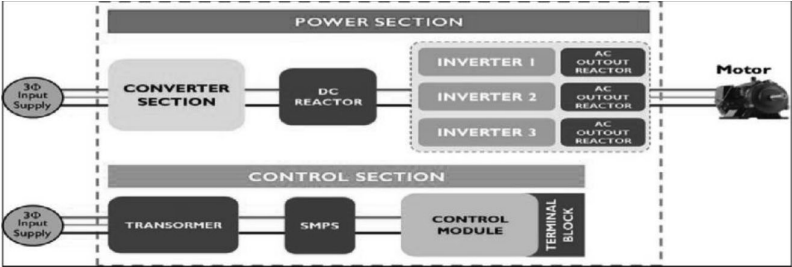 POWER SECTION
3Φ
Input
Supply
CONVERTER
SECTION
DC
REACTOR
INVERTER 1
AC
OUTOUT
REACTOR
INVERTER 2
AC
OUTOUT
REACTOR
INVERTER 3
AC
OUTOUT
REACTOR
Motor
CONTROL SECTION
3Φ
Input
Supply
TRANSORMER
SMPS
CONTROL
MODULE
TERMINAL
BLOCK